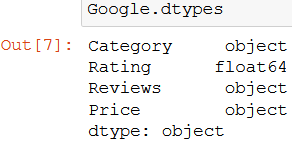 Google.dtypes
Out[7]: Category object
Rating float64
Reviews object
Price object
dtype: object